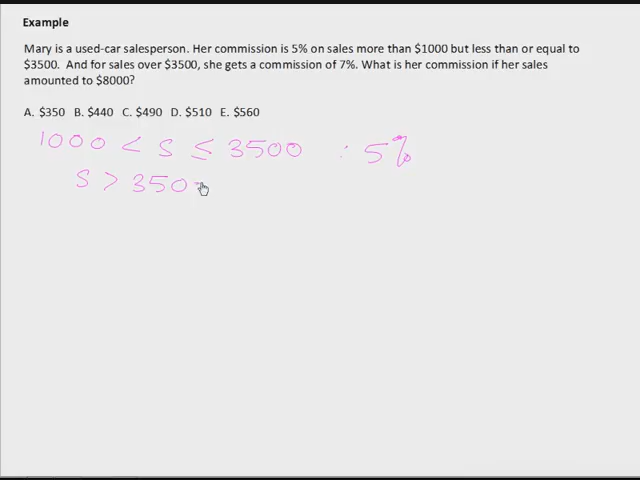 Example
Mary is a used-car salesperson. Her commission is 5% on sales more than $1000 but less than or equal to
$3500. And for sales over $3500, she gets a commission of 7%. What is her commission if her sales
amounted to $8000?
A. $350 B. $440 C. $490 D. $510 E. $560
1000 < S ≤ 3500 : 5%
S > 350